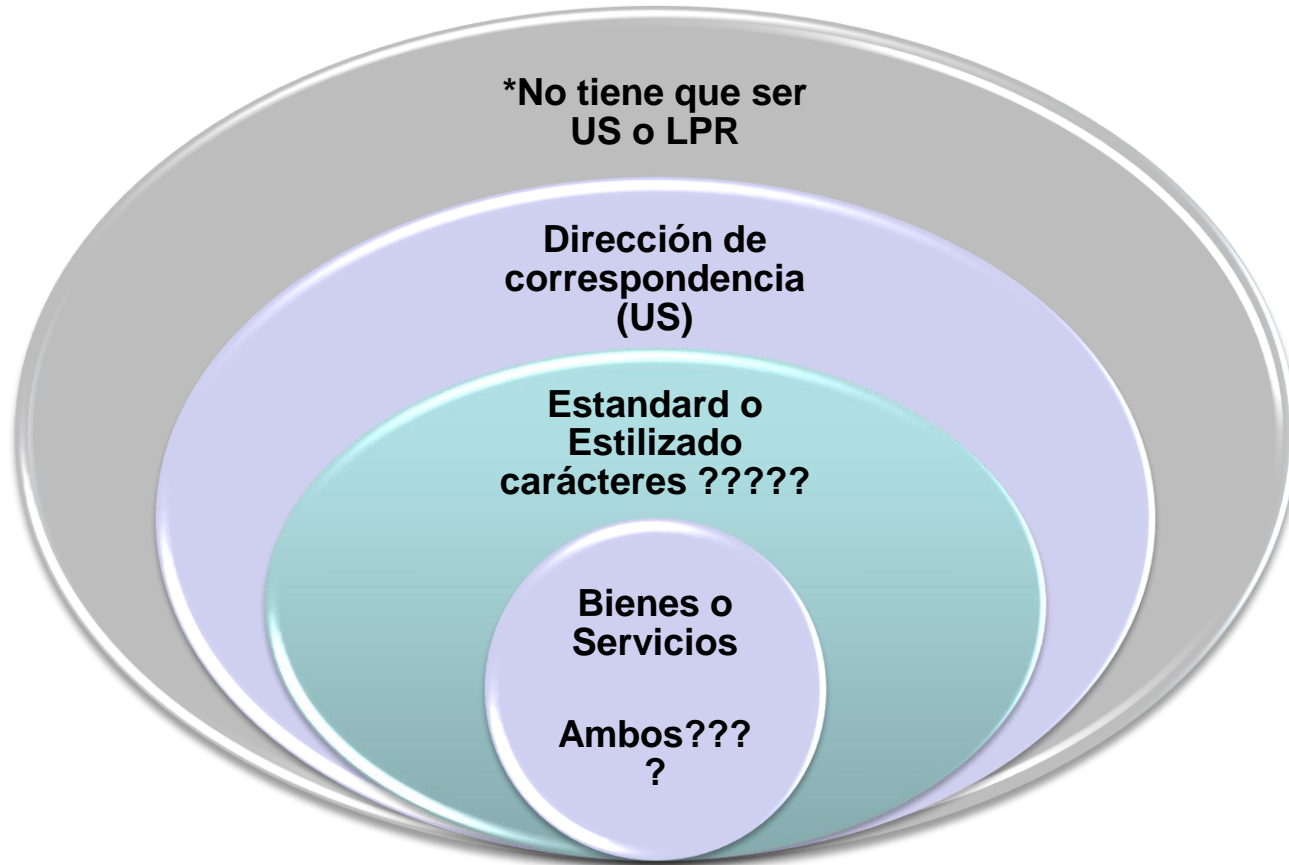 *No tiene que ser
US o LPR
Dirección de
correspondencia
(US)
Estandard o
Estilizado
carácteres ?????
Bienes o
Servicios
Ambos???
?